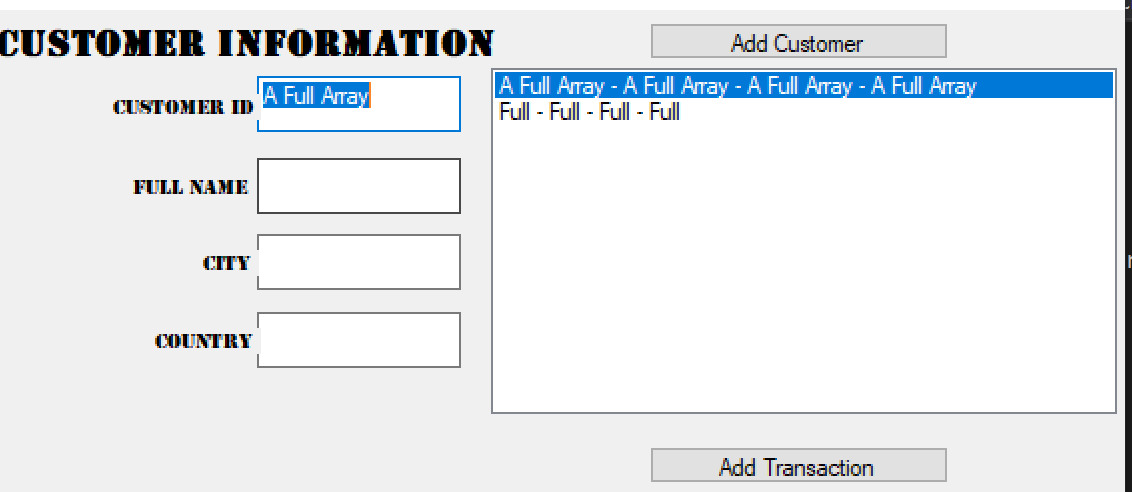 CUSTOMER INFORMATION
Add Customer
CUSTOMER ID
A Full Array
A Full Array - A Full Array - A Full Array - A Full Array
Full - Full - Full - Full
FULL NAME
CITY
COUNTRY
Add Transaction